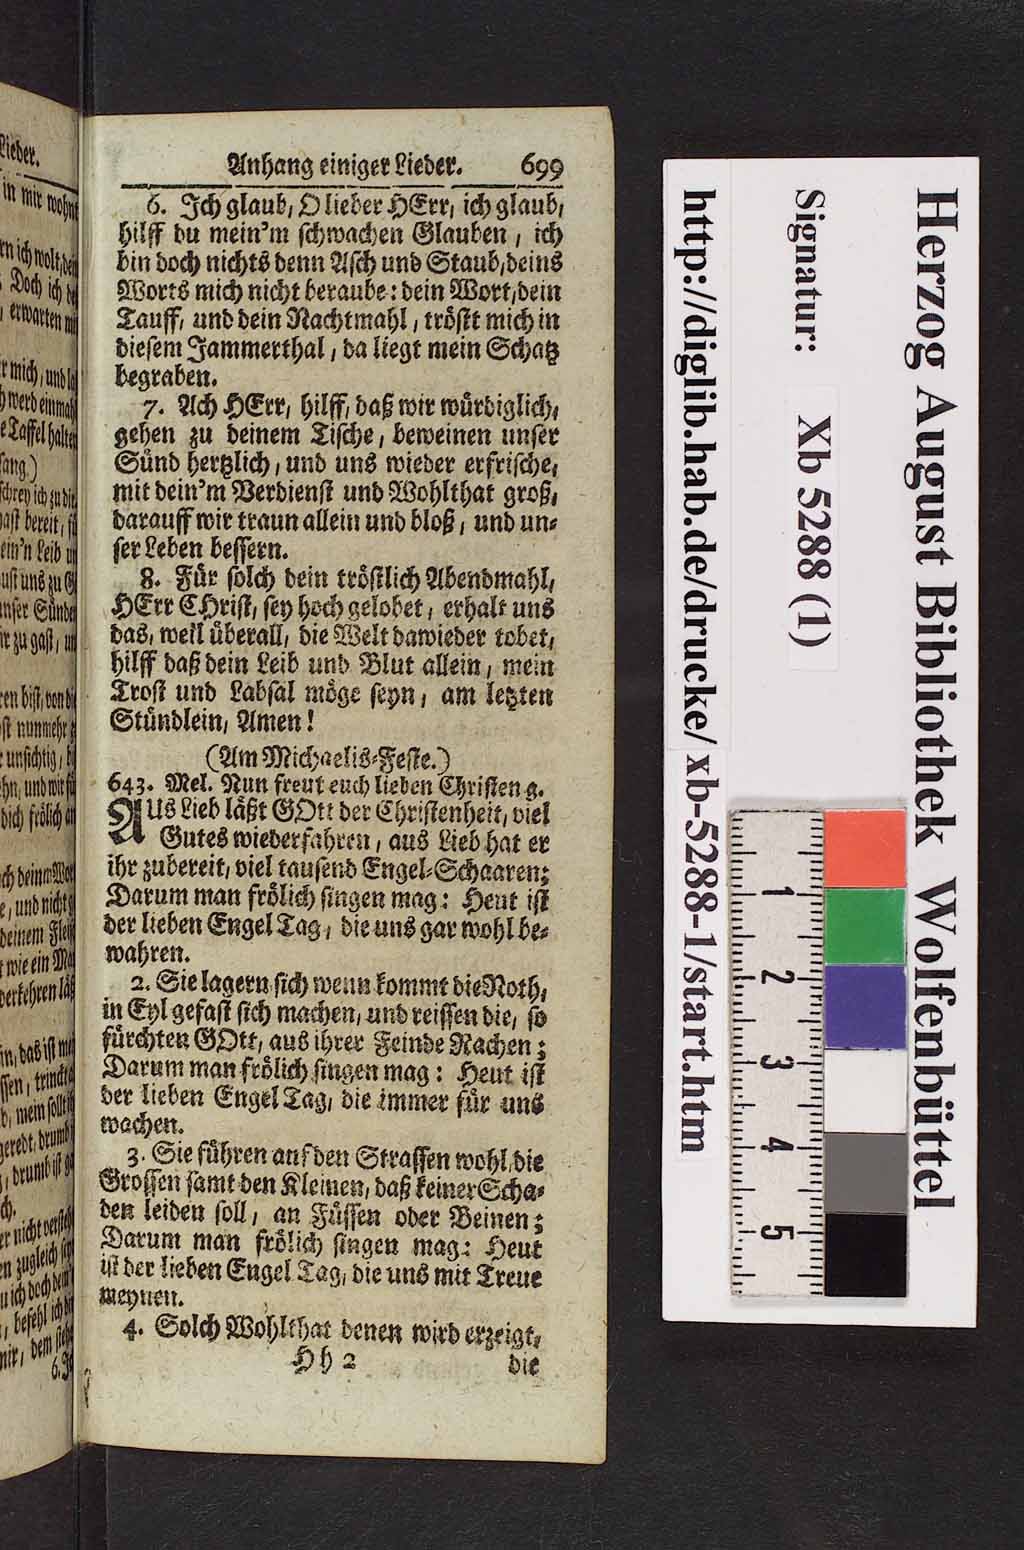 Anhang einiger Lieder. 699
6. Ich glaub, O lieber HErr, ich glaub,
hilff du mein'm schwachen Glauben, ich
bin doch nichts denn Asch und Staub, deins
Worts mich nicht beraube: dein Wort, dein
Tauff, und dein Nachtmahl, tröstt mich in
diesem Jammerthal, da liegt mein Schatz
begraben.
7. Ach HErr, hilff, daß wir würdiglich,
gehen zu deinem Tische, beweinen unser
Sünd hertzlich, und uns wieder erfrische,
mit dein'm Verdienst und Wohlthat groß,
darauff wir traun allein und bloß, und un-
ser Leben bessern.
8. Für solch dein tröstlich Abendmahl,
HErr CHrist, sey hoch gelobet, erhalt uns
das, weil überall, die Welt dawieder tobet,
hilff daß dein Leib und Blut allein, mein
Trost und Labsal möge seyn, am letzten
Stündlein, Amen!
(Am Michaelis-Feste.)
643. Mel. Nun freut euch lieben Christen g.
AUs Lieb läßt GOtt der Christenheit, viel
Gutes wiederfahren, aus Lieb hat er
ihr zubereit, viel tausend Engel-Schaaren;
Darum man frölich singen mag: Heut ist
der lieben Engel Tag, die uns gar wohl be-
wahren.
2. Sie lagern sich wenn kommt die Noth,
in Eyl gefast sich machen, und reissen die, so
fürchten GOtt, aus ihrer Feinde Rachen;
Darum man frölich singen mag: Heut ist
der lieben Engel Tag, die immer für uns
wachen.
3. Sie führen auf den Strassen wohl, die
Grossen samt den Kleinen, daß keiner Scha-
den leiden soll, an Füssen oder Beinen;
Darum man frölich singen mag: Heut
ist der lieben Engel Tag, die uns mit Treue
meynen.
4. Solch Wohlthat denen wird erzeigt,
Hh 2 die
Herzog August Bibliothek Wolfenbüttel
Signatur: Xb 5288 (1)
http://diglib.hab.de/drucke/ xb-5288-1/start.htm
1 2 3 4 5